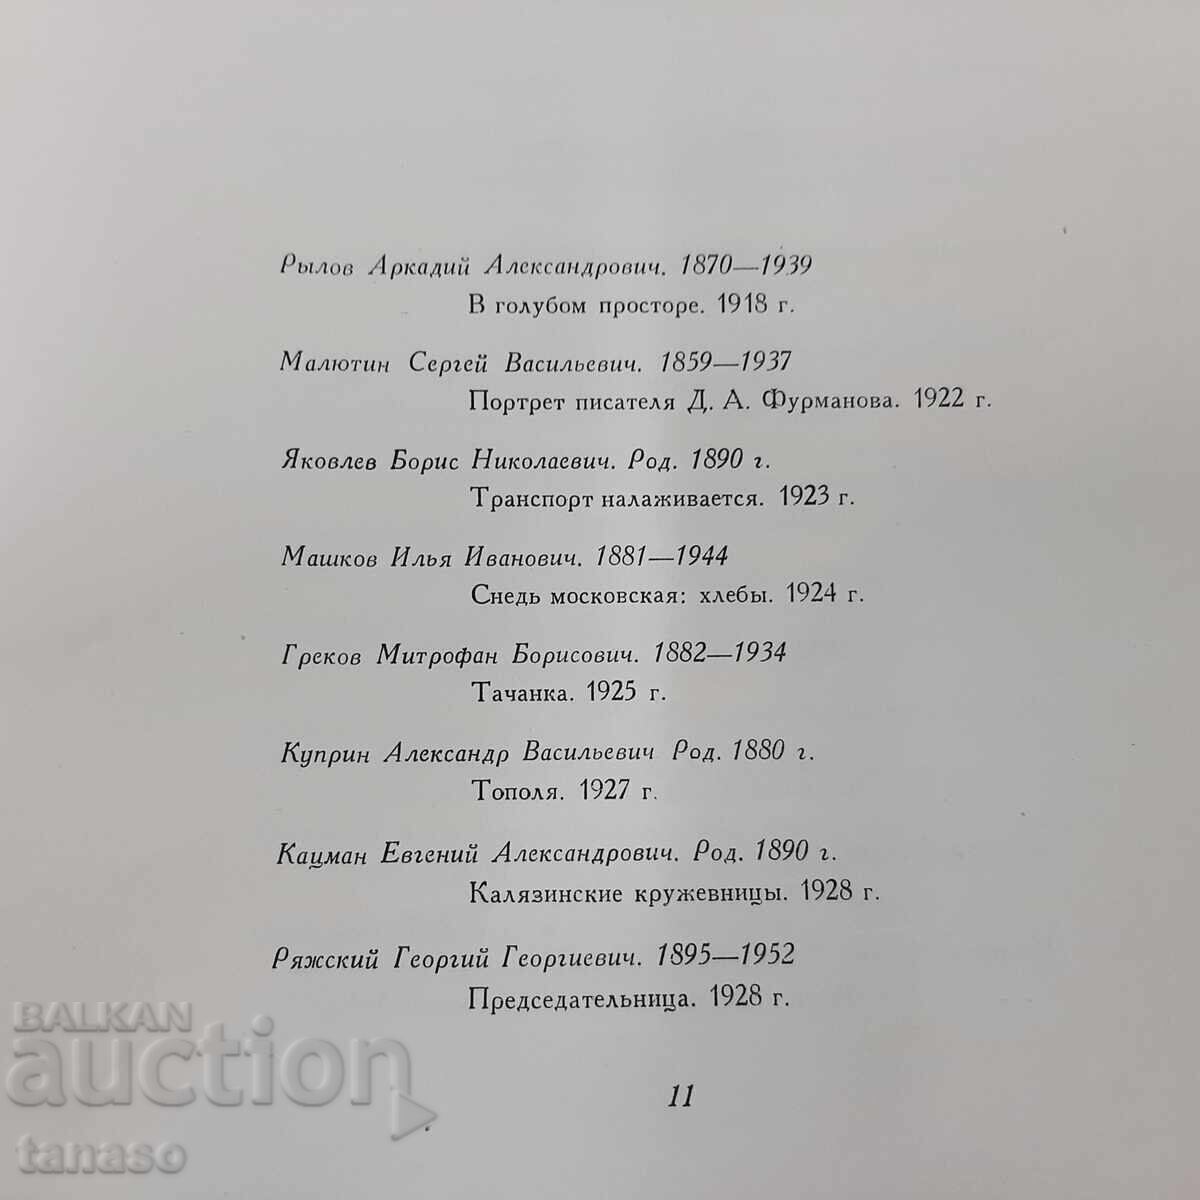 Рылов Аркадий Александрович. 1870—1939
В голубом просторе. 1918 г.
Малютин Сергей Васильевич. 1859—1937
Портрет писателя Д. А. Фурманова. 1922 г.
Яковлев Борис Николаевич. Род. 1890 г.
Транспорт налаживается. 1923 г.
Машков Илья Иванович. 1881—1944
Снедь московская: хлебы. 1924 г.
Греков Митрофан Борисович. 1882—1934
Тачанка. 1925 г.
Куприн Александр Васильевич Род. 1880 г.
Тополя. 1927 г.
Кацман Евгений Александрович. Род. 1890 г.
Калязинские кружевницы. 1928 г.
Ряжский Георгий Георгиевич. 1895—1952
Председательница. 1928 г.
11
BALKAN
auction
tanaso